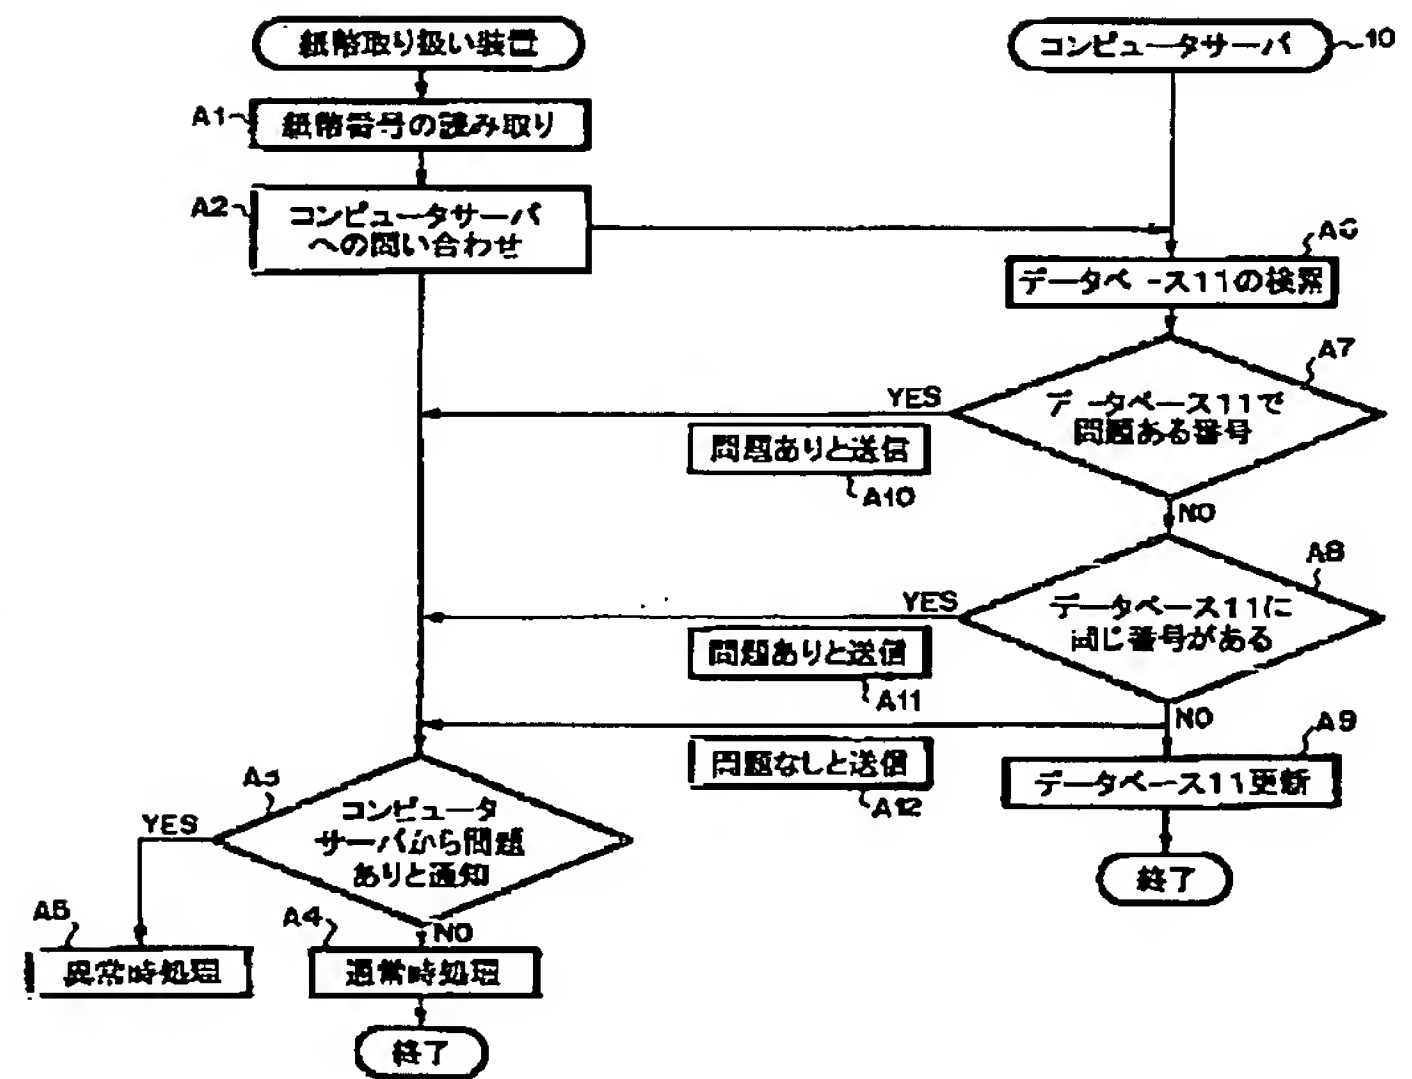 紙幣取り扱い装置
コンピュータサーバ
10
A1
紙幣番号の読み取り
A2
コンピュータサーバ
への問い合わせ
A6
データベース11の検索
A7
データベース11で
問題ある番号
YES
問題ありと送信
A10
NO
A8
データベース11に
同じ番号がある
YES
問題ありと送信
A11
NO
A9
データベース11更新
問題なしと送信
A12
終了
A3
コンピュータ
サーバから問題
ありと通知
YES
NO
A5
異常時処理
A4
通常時処理
終了